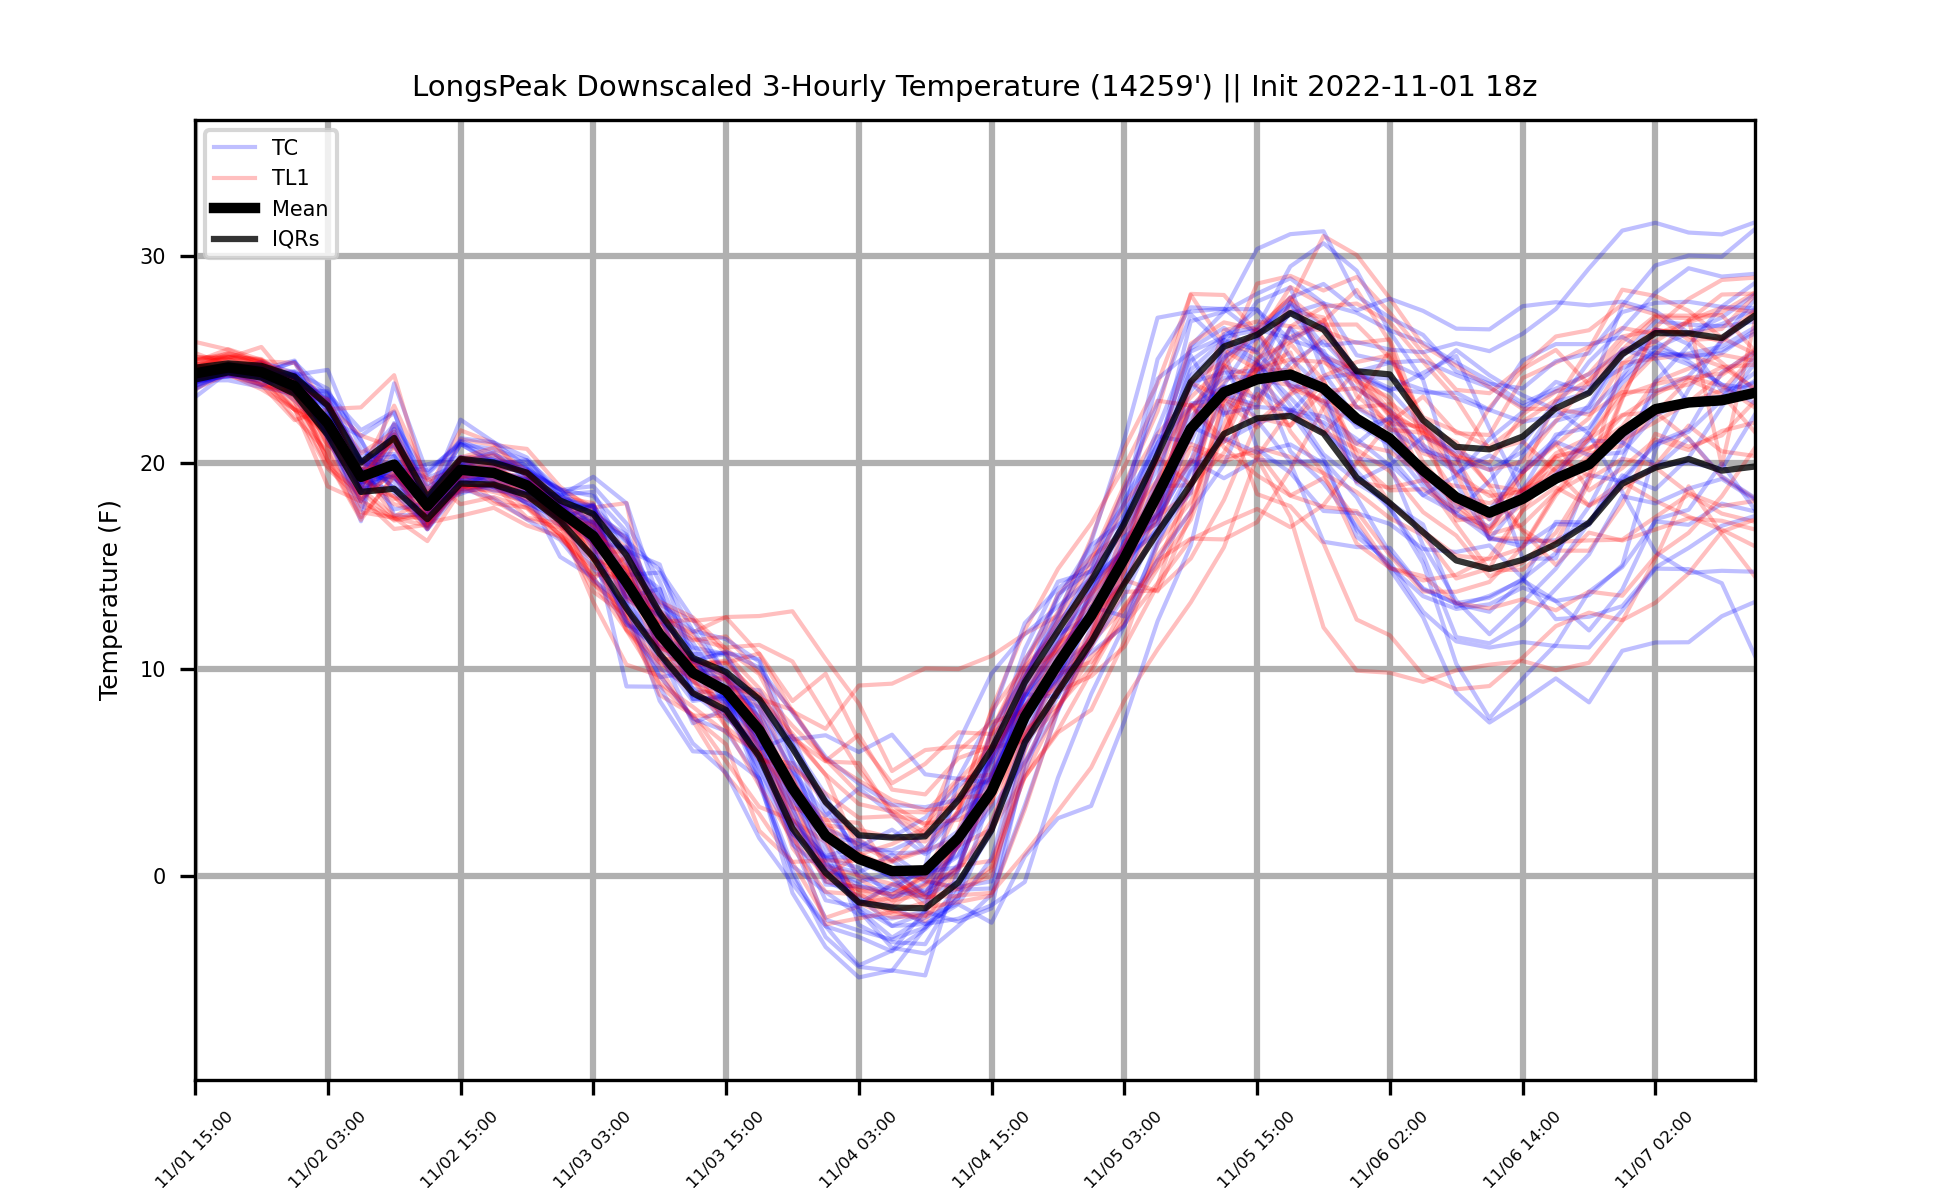 LongsPeak Downscaled 3-Hourly Temperature (14259') || Init 2022-11-01 18z
TC
TL1
Mean
IQRs
Temperature (F)
30
20
10
0
11/01 15:00
11/02 03:00
11/02 15:00
11/03 03:00
11/03 15:00
11/04 03:00
11/04 15:00
11/05 03:00
11/05 15:00
11/06 02:00
11/06 14:00
11/07 02:00